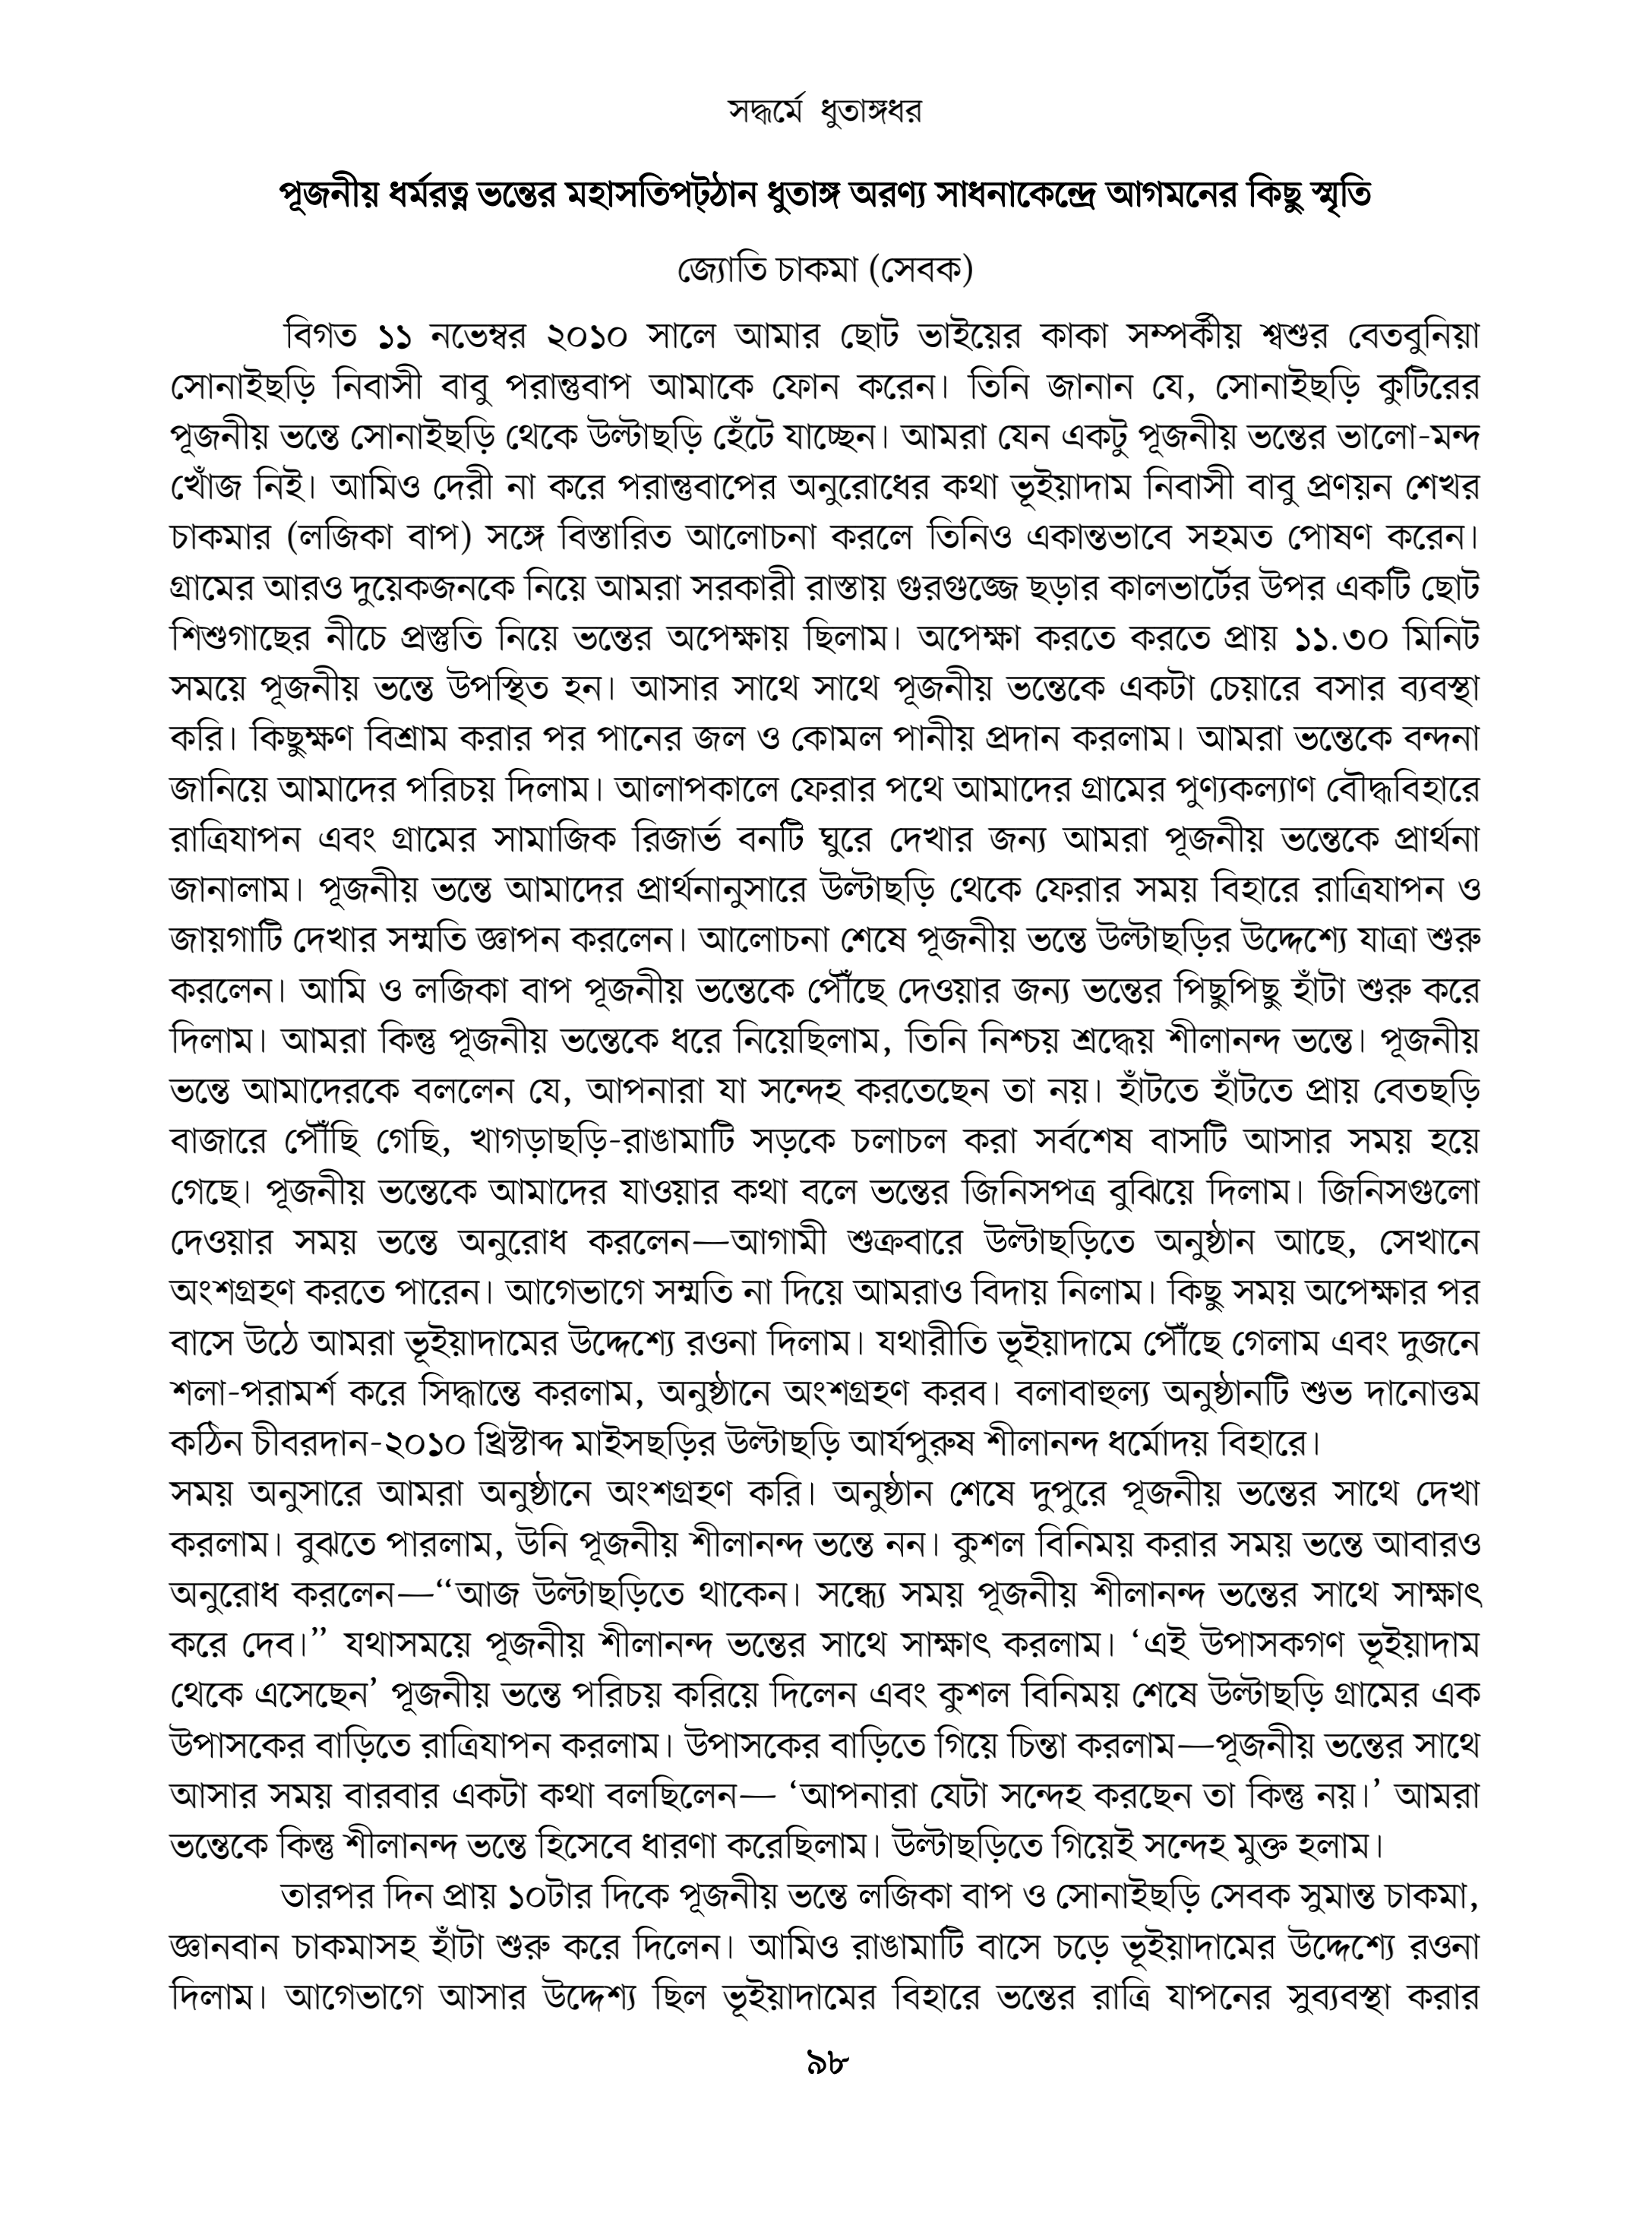 সদ্ধর্মে ধুতাঙ্গধর
পূজনীয় ধর্মরত্ন ভন্তের মহাসতিপট্‌ঠান ধুতাঙ্গ অরণ্য সাধনাকেন্দ্রে আগমনের কিছু স্মৃতি
জ্যোতি চাকমা (সেবক)
বিগত ১১ নভেম্বর ২০১০ সালে আমার ছোট ভাইয়ের কাকা সম্পর্কীয় শ্বশুর বেতবুনিয়া
সোনাইছড়ি নিবাসী বাবু পরান্তুবাপ আমাকে ফোন করেন। তিনি জানান যে, সোনাইছড়ি কুটিরের
পূজনীয় ভন্তে সোনাইছড়ি থেকে উল্টাছড়ি হেঁটে যাচ্ছেন। আমরা যেন একটু পূজনীয় ভন্তের ভালো-মন্দ
খোঁজ নিই। আমিও দেরী না করে পরান্তুবাপের অনুরোধের কথা ভূইয়াদাম নিবাসী বাবু প্রণয়ন শেখর
চাকমার (লজিকা বাপ) সঙ্গে বিস্তারিত আলোচনা করলে তিনিও একান্তভাবে সহমত পোষণ করেন।
গ্রামের আরও দুয়েকজনকে নিয়ে আমরা সরকারী রাস্তায় গুরগুজ্জে ছড়ার কালভার্টের উপর একটি ছোট
শিশুগাছের নীচে প্রস্তুতি নিয়ে ভন্তের অপেক্ষায় ছিলাম। অপেক্ষা করতে করতে প্রায় ১১.৩০ মিনিট
সময়ে পূজনীয় ভন্তে উপস্থিত হন। আসার সাথে সাথে পূজনীয় ভন্তেকে একটা চেয়ারে বসার ব্যবস্থা
করি। কিছুক্ষণ বিশ্রাম করার পর পানের জল ও কোমল পানীয় প্রদান করলাম। আমরা ভন্তেকে বন্দনা
জানিয়ে আমাদের পরিচয় দিলাম। আলাপকালে ফেরার পথে আমাদের গ্রামের পুণ্যকল্যাণ বৌদ্ধবিহারে
রাত্রিযাপন এবং গ্রামের সামাজিক রিজার্ভ বনটি ঘুরে দেখার জন্য আমরা পূজনীয় ভন্তেকে প্রার্থনা
জানালাম। পূজনীয় ভন্তে আমাদের প্রার্থনানুসারে উল্টাছড়ি থেকে ফেরার সময় বিহারে রাত্রিযাপন ও
জায়গাটি দেখার সম্মতি জ্ঞাপন করলেন। আলোচনা শেষে পূজনীয় ভন্তে উল্টাছড়ির উদ্দেশ্যে যাত্রা শুরু
করলেন। আমি ও লজিকা বাপ পূজনীয় ভন্তেকে পৌঁছে দেওয়ার জন্য ভন্তের পিছুপিছু হাঁটা শুরু করে
দিলাম। আমরা কিন্তু পূজনীয় ভন্তেকে ধরে নিয়েছিলাম, তিনি নিশ্চয় শ্রদ্ধেয় শীলানন্দ ভন্তে। পূজনীয়
ভন্তে আমাদেরকে বললেন যে, আপনারা যা সন্দেহ করতেছেন তা নয়। হাঁটতে হাঁটতে প্রায় বেতছড়ি
বাজারে পৌঁছি গেছি, খাগড়াছড়ি-রাঙামাটি সড়কে চলাচল করা সর্বশেষ বাসটি আসার সময় হয়ে
গেছে। পূজনীয় ভন্তেকে আমাদের যাওয়ার কথা বলে ভন্তের জিনিসপত্র বুঝিয়ে দিলাম। জিনিসগুলো
দেওয়ার সময় ভন্তে অনুরোধ করলেন—আগামী শুক্রবারে উল্টাছড়িতে অনুষ্ঠান আছে, সেখানে
অংশগ্রহণ করতে পারেন। আগেভাগে সম্মতি না দিয়ে আমরাও বিদায় নিলাম। কিছু সময় অপেক্ষার পর
বাসে উঠে আমরা ভূইয়াদামের উদ্দেশ্যে রওনা দিলাম। যথারীতি ভূইয়াদামে পৌঁছে গেলাম এবং দুজনে
শলা-পরামর্শ করে সিদ্ধান্তে করলাম, অনুষ্ঠানে অংশগ্রহণ করব। বলাবাহুল্য অনুষ্ঠানটি শুভ দানোত্তম
কঠিন চীবরদান-২০১০ খ্রিস্টাব্দ মাইসছড়ির উল্টাছড়ি আর্যপুরুষ শীলানন্দ ধর্মোদয় বিহারে।
সময় অনুসারে আমরা অনুষ্ঠানে অংশগ্রহণ করি। অনুষ্ঠান শেষে দুপুরে পূজনীয় ভন্তের সাথে দেখা
করলাম। বুঝতে পারলাম, উনি পূজনীয় শীলানন্দ ভন্তে নন। কুশল বিনিময় করার সময় ভন্তে আবারও
অনুরোধ করলেন—“আজ উল্টাছড়িতে থাকেন। সন্ধ্যে সময় পূজনীয় শীলানন্দ ভন্তের সাথে সাক্ষাৎ
করে দেব।” যথাসময়ে পূজনীয় শীলানন্দ ভন্তের সাথে সাক্ষাৎ করলাম। ‘এই উপাসকগণ ভূইয়াদাম
থেকে এসেছেন’ পূজনীয় ভন্তে পরিচয় করিয়ে দিলেন এবং কুশল বিনিময় শেষে উল্টাছড়ি গ্রামের এক
উপাসকের বাড়িতে রাত্রিযাপন করলাম। উপাসকের বাড়িতে গিয়ে চিন্তা করলাম—পূজনীয় ভন্তের সাথে
আসার সময় বারবার একটা কথা বলছিলেন— ‘আপনারা যেটা সন্দেহ করছেন তা কিন্তু নয়।’ আমরা
ভন্তেকে কিন্তু শীলানন্দ ভন্তে হিসেবে ধারণা করেছিলাম। উল্টাছড়িতে গিয়েই সন্দেহ মুক্ত হলাম।
তারপর দিন প্রায় ১০টার দিকে পূজনীয় ভন্তে লজিকা বাপ ও সোনাইছড়ি সেবক সুমান্ত চাকমা,
জ্ঞানবান চাকমাসহ হাঁটা শুরু করে দিলেন। আমিও রাঙামাটি বাসে চড়ে ভূইয়াদামের উদ্দেশ্যে রওনা
দিলাম। আগেভাগে আসার উদ্দেশ্য ছিল ভূইয়াদামের বিহারে ভন্তের রাত্রি যাপনের সুব্যবস্থা করার
৯৮